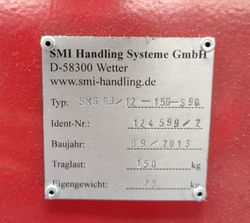 SMI Handling Systeme GmbH
D-58300 Wetter
www.smi-handling.de
Typ: SMG 03/12-150-S90
Ident-Nr.: 124599/2
Baujahr: 09/2013
Traglast: 150 kg
Eigengewicht: kg